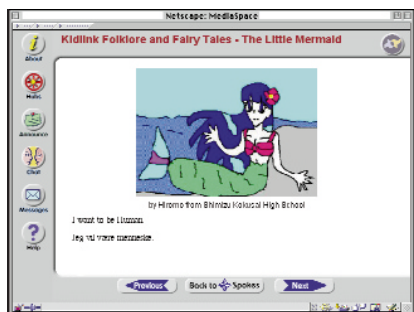 Netscape: MediaSpace
Kidlink Folklore and Fairy Tales - The Little Mermaid
About
Hubs
Announce
Chat
Messages
Help
by Hiromo from Shimizu Kokusai High School
I want to be Human.
Jeg vil være menneske.
Previous
Back to Spokes
Next